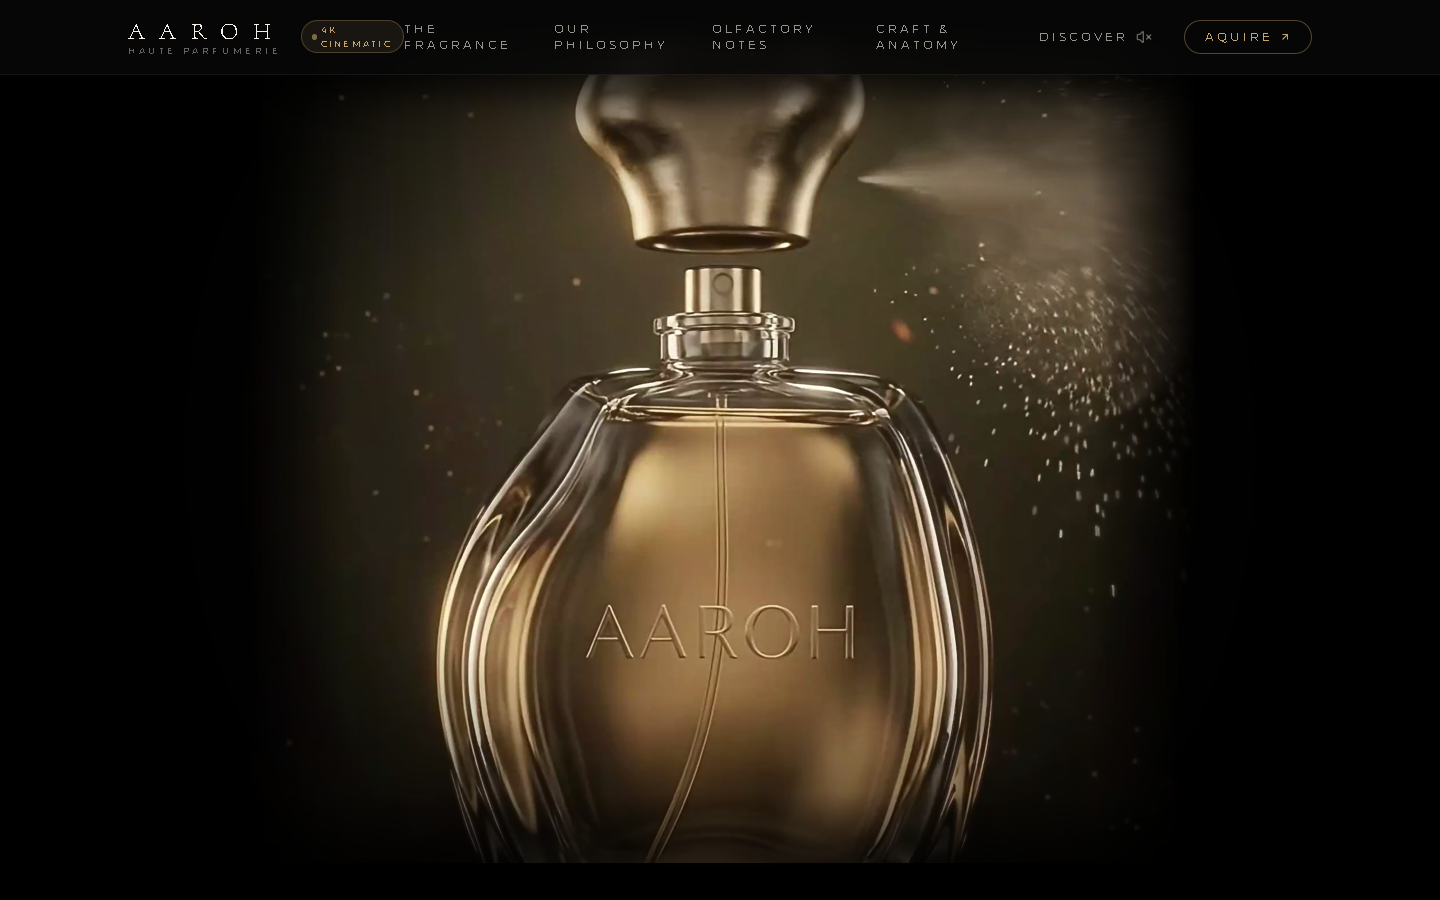 AAROH
HAUTE PARFUMERIE
4K
CINEMATIC
THE
FRAGRANCE
OUR
PHILOSOPHY
OLFACTORY
NOTES
CRAFT &
ANATOMY
DISCOVER
AQUIRE
AAROH